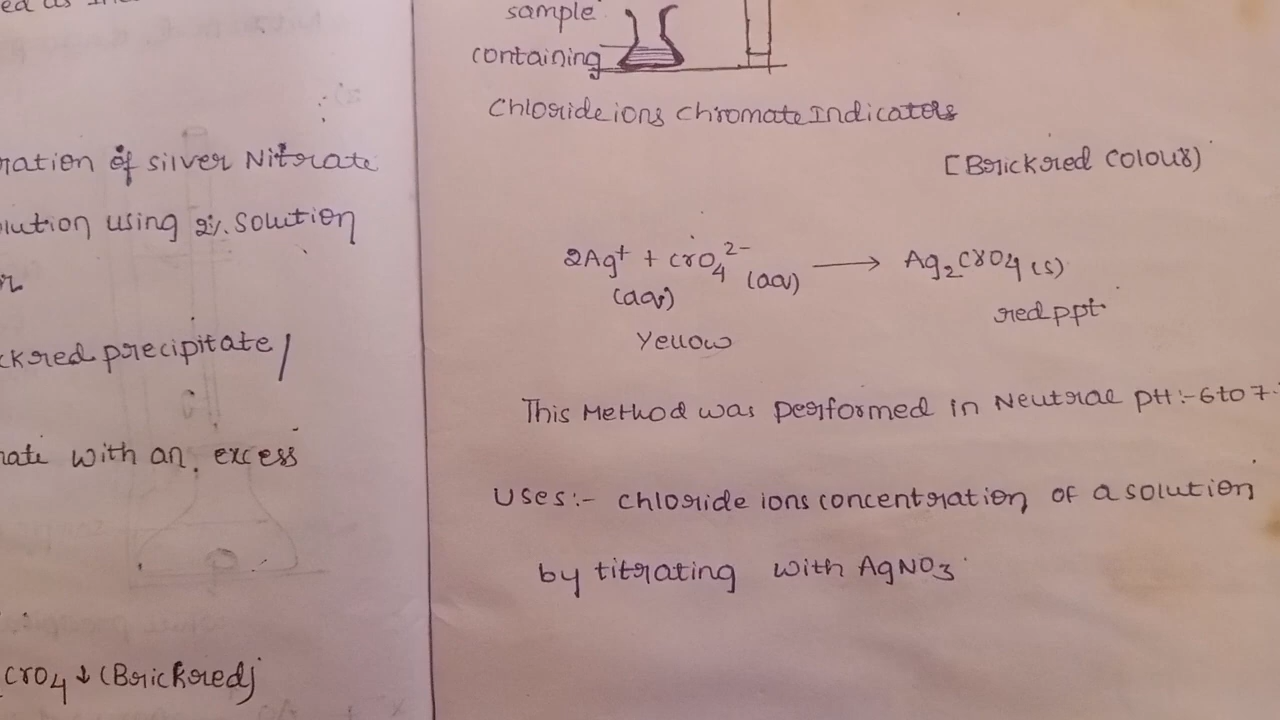 ration of silver Nitrate
lution using 2%. Solution
ckred precipitate/
with an excess
CrO4 ↓ (Brickred)
sample
containing
Chloride ions Chromate Indicators
[Brickred Colour)
2Ag+ + CrO4 2- (aq) → Ag2CrO4 (s)
(aq)
red ppt
Yellow
This Method was performed in Neutral pH:- 6 to 7.
Uses:- chloride ions concentration of a solution
by titrating with AgNO3